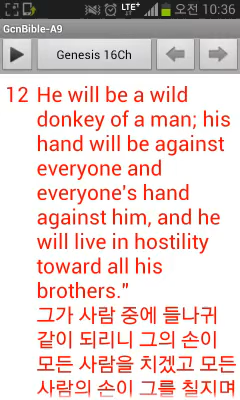 LTE 오전 10:36
GcnBible-A9
Genesis 16Ch
12 He will be a wild
donkey of a man; his
hand will be against
everyone and
everyone's hand
against him, and he
will live in hostility
toward all his
brothers."
그가 사람 중에 들나귀
같이 되리니 그의 손이
모든 사람을 치겠고 모든
사람의 손이 그를 칠지며